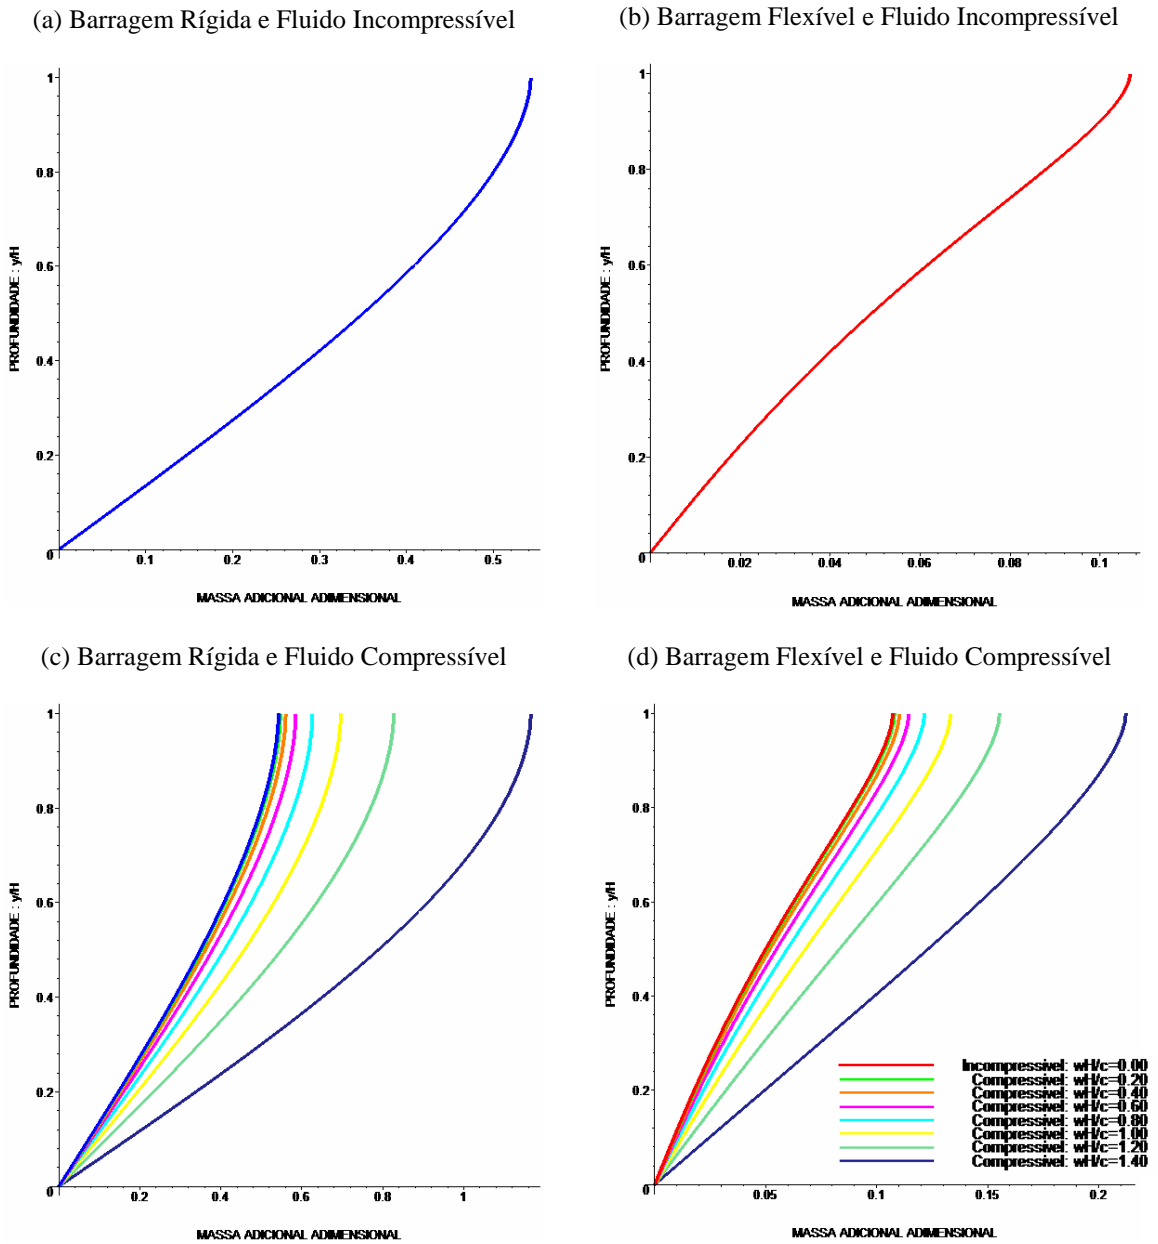 (a) Barragem Rígida e Fluido Incompressível
(b) Barragem Flexível e Fluido Incompressível
1
0.8
0.6
0.4
0.2
0
PROFUNDIDADE : y/H
0.1
0.2
0.3
0.4
0.5
MASSA ADICIONAL ADIMENSIONAL
1
0.8
0.6
0.4
0.2
0
PROFUNDIDADE : y/H
0.02
0.04
0.06
0.08
0.1
MASSA ADICIONAL ADIMENSIONAL
(c) Barragem Rígida e Fluido Compressível
(d) Barragem Flexível e Fluido Compressível
1
0.8
0.6
0.4
0.2
0
PROFUNDIDADE : y/H
0.2
0.4
0.6
0.8
1
MASSA ADICIONAL ADIMENSIONAL
1
0.8
0.6
0.4
0.2
0
PROFUNDIDADE : y/H
0.05
0.1
0.15
0.2
MASSA ADICIONAL ADIMENSIONAL
Incompressivel: wH/c=0.00
Compressivel: wH/c=0.20
Compressivel: wH/c=0.40
Compressivel: wH/c=0.60
Compressivel: wH/c=0.80
Compressivel: wH/c=1.00
Compressivel: wH/c=1.20
Compressivel: wH/c=1.40